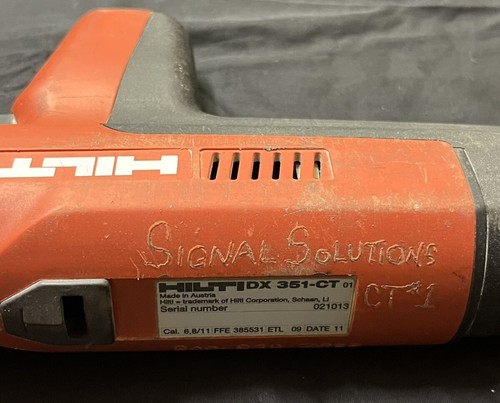 HILTI
SIGNAL SOLUTIONS
CT #1
HILTI DX 351-CT 01
Made in Austria
Hilti = trademark of Hilti Corporation, Schaan, LI
Serial number 021013
Cal. 6,8/11 FFE 385531 ETL 09 DATE 11